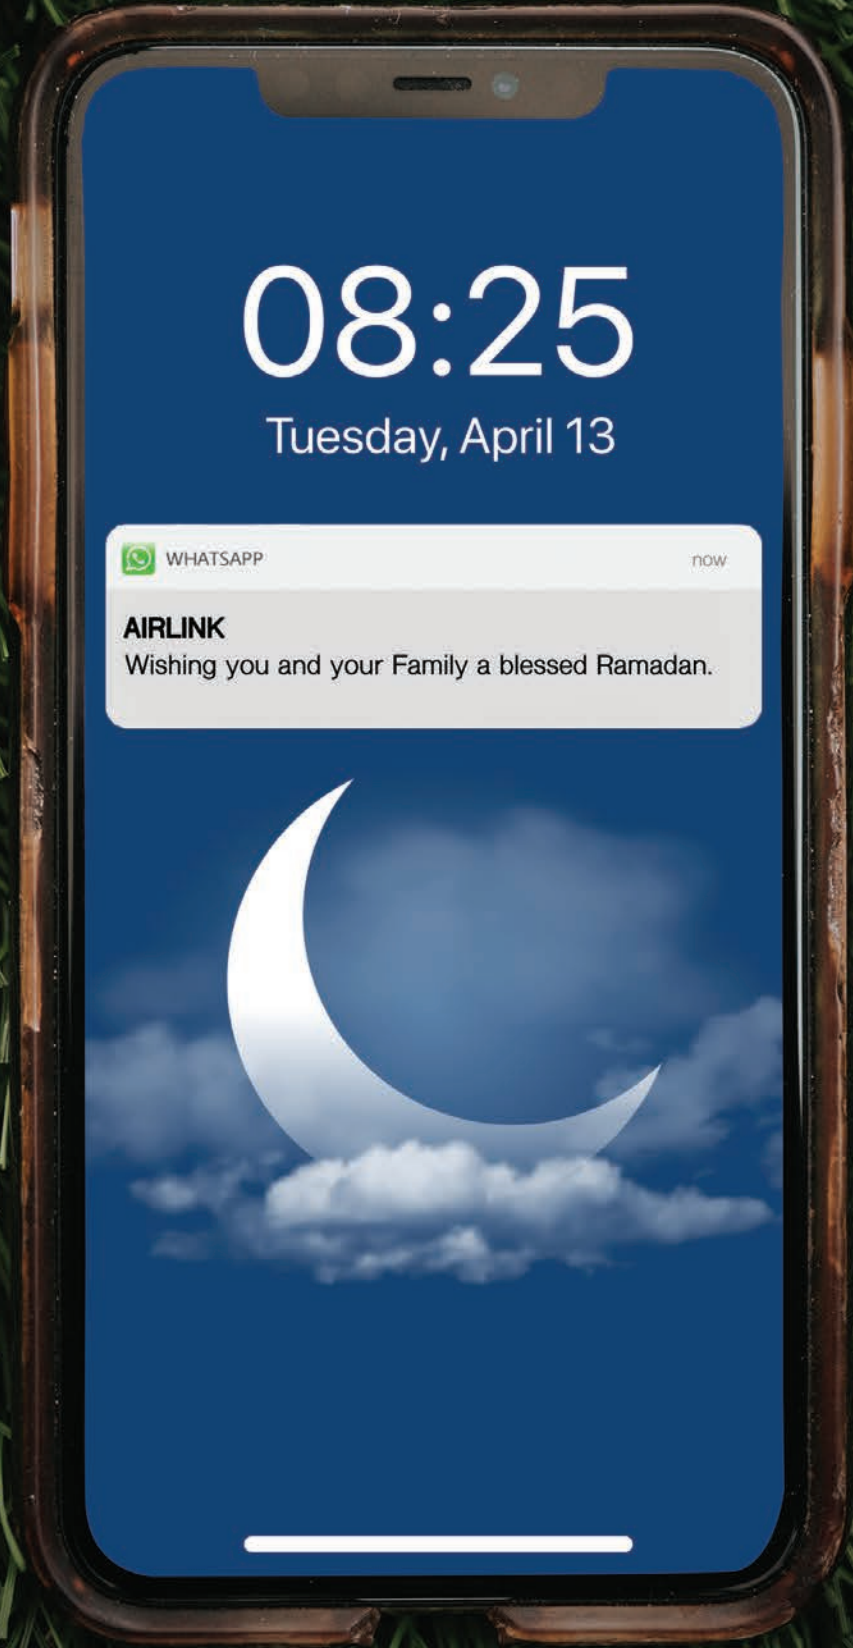 08:25
Tuesday, April 13
WHATSAPP now
AIRLINK
Wishing you and your Family a blessed Ramadan.